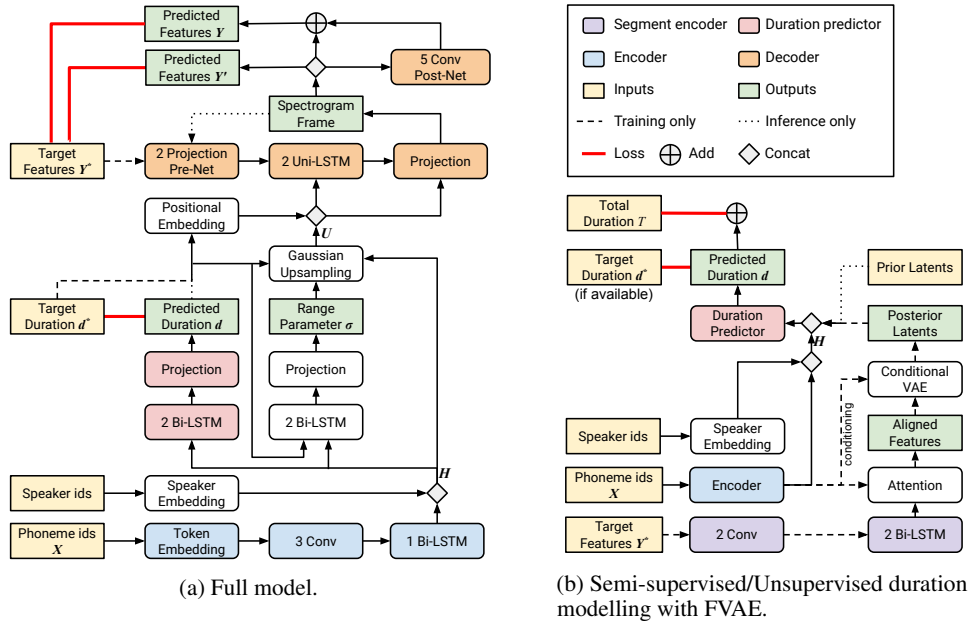 Predicted
Features Y
Predicted
Features Y'
5 Conv
Post-Net
Spectrogram
Frame
Target
Features Y*
2 Projection
Pre-Net
2 Uni-LSTM
Projection
Positional
Embedding
U
Gaussian
Upsampling
Target
Duration d*
Predicted
Duration d
Range
Parameter σ
Projection
Projection
2 Bi-LSTM
2 Bi-LSTM
H
Speaker ids
Speaker
Embedding
Phoneme ids
X
Token
Embedding
3 Conv
1 Bi-LSTM
(a) Full model.
Segment encoder
Duration predictor
Encoder
Decoder
Inputs
Outputs
Training only
Inference only
Loss
Add
Concat
Total
Duration T
Target
Duration d*
(if available)
Predicted
Duration d
Prior Latents
Duration
Predictor
H
Posterior
Latents
Conditional
VAE
conditioning
Aligned
Features
Speaker ids
Speaker
Embedding
Phoneme ids
X
Encoder
Attention
Target
Features Y*
2 Conv
2 Bi-LSTM
(b) Semi-supervised/Unsupervised duration
modelling with FVAE.